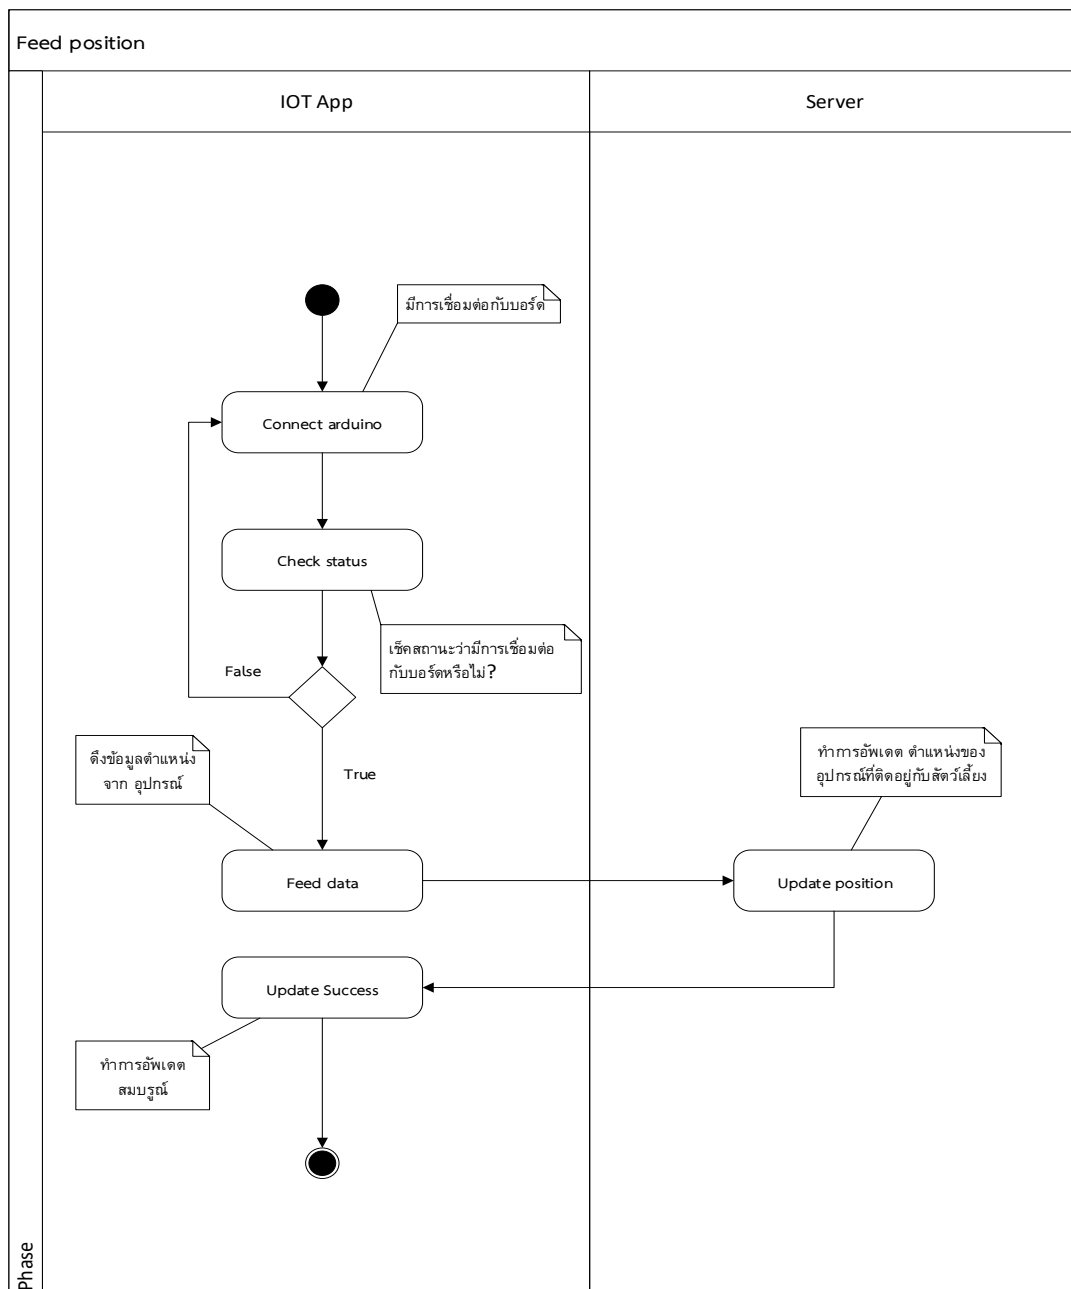 Feed position
IOT App
Server
มีการเชื่อมต่อกับบอร์ด
Connect arduino
Check status
เช็คสถานะว่ามีการเชื่อมต่อ
กับบอร์ดหรือไม่?
False
True
ดึงข้อมูลตำแหน่ง
จาก อุปกรณ์
ทำการอัพเดต ตำแหน่งของ
อุปกรณ์ที่ติดอยู่กับสัตว์เลี้ยง
Feed data
Update position
Update Success
ทำการอัพเดต
สมบรูณ์
Phase